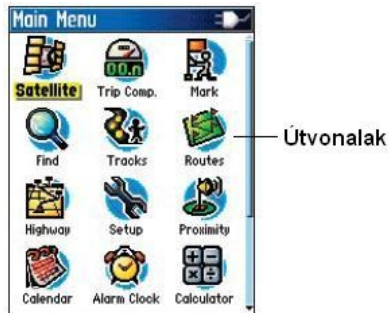 Main Menu
Satellite
Trip Comp.
Mark
Find
Tracks
Routes
Útvonalak
Highway
Setup
Proximity
Calendar
Alarm Clock
Calculator